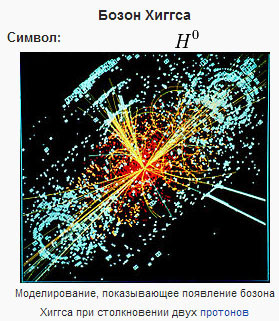 Бозон Хиггса
Символ: H⁰
Моделирование, показывающее появление бозона
Хиггса при столкновении двух протонов